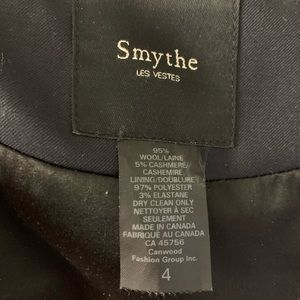 Smythe
LES VESTES
95%
WOOL/LAINE
5% CASHMERE/
CASHEMIRE
LINING/DOUBLURE
97% POLYESTER
3% ELASTANE
DRY CLEAN ONLY
NETTOYER À SEC
SEULEMENT
MADE IN CANADA
FABRIQUÉ AU CANADA
CA 45756
Canwood
Fashion Group Inc.
4